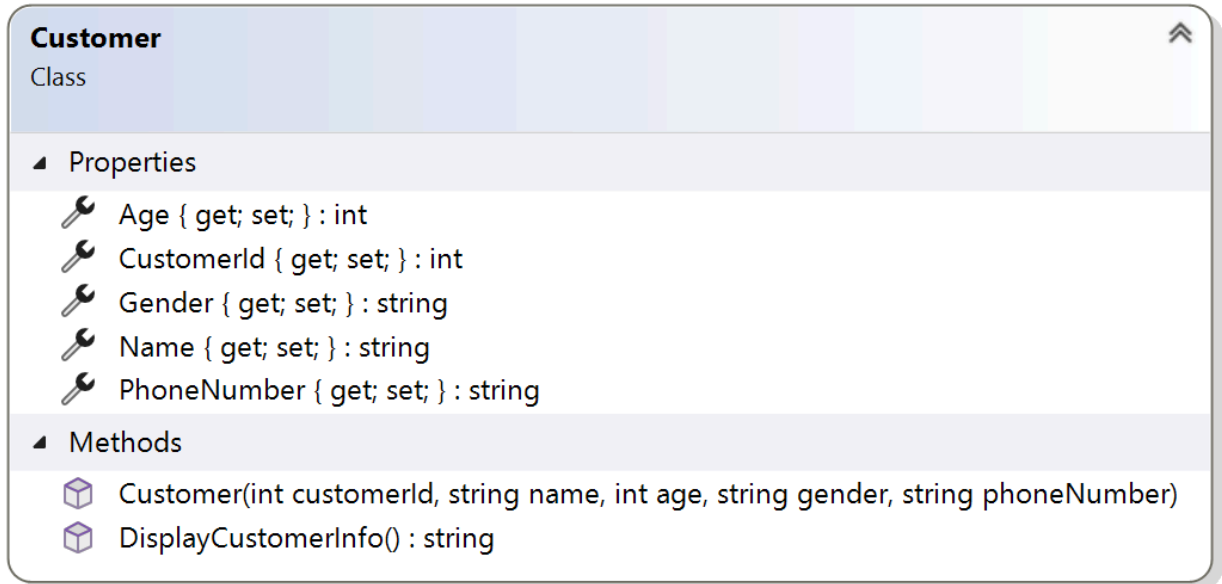 Customer
Class
Properties
Age { get; set; } : int
CustomerId { get; set; } : int
Gender { get; set; } : string
Name { get; set; } : string
PhoneNumber { get; set; } : string
Methods
Customer(int customerId, string name, int age, string gender, string phoneNumber)
DisplayCustomerInfo() : string